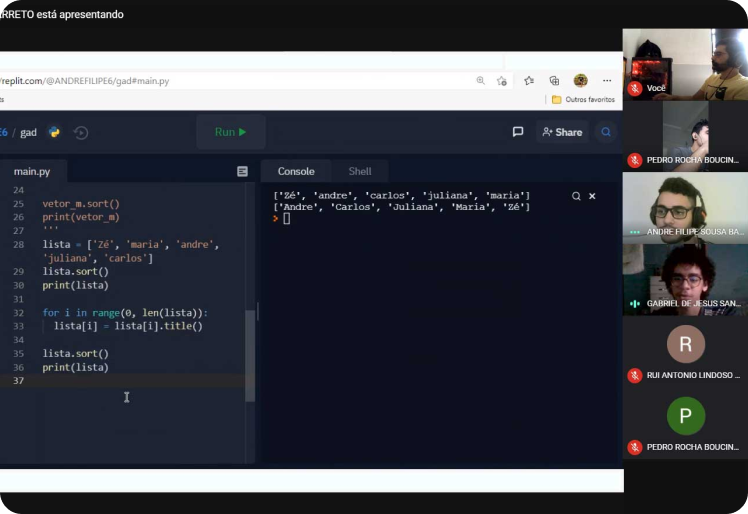 RRETO está apresentando
/replit.com/@ANDREFILIPE6/gad#main.py
Outros favoritos
E6 / gad
Run
Share
main.py
Console
Shell
24
25 vetor_m.sort()
26 print(vetor_m)
27 '''
28 lista = ['Zé', 'maria', 'andre',
'juliana', 'carlos']
29 lista.sort()
30 print(lista)
31
32 for i in range(0, len(lista)):
33 lista[i] = lista[i].title()
34
35 lista.sort()
36 print(lista)
37
['Zé', 'andre', 'carlos', 'juliana', 'maria']
['Andre', 'Carlos', 'Juliana', 'Maria', 'Zé']
Você
PEDRO ROCHA BOUCIN...
ANDRE FILIPE SOUSA BA...
GABRIEL DE JESUS SAN...
R
RUI ANTONIO LINDOSO ...
P
PEDRO ROCHA BOUCIN...